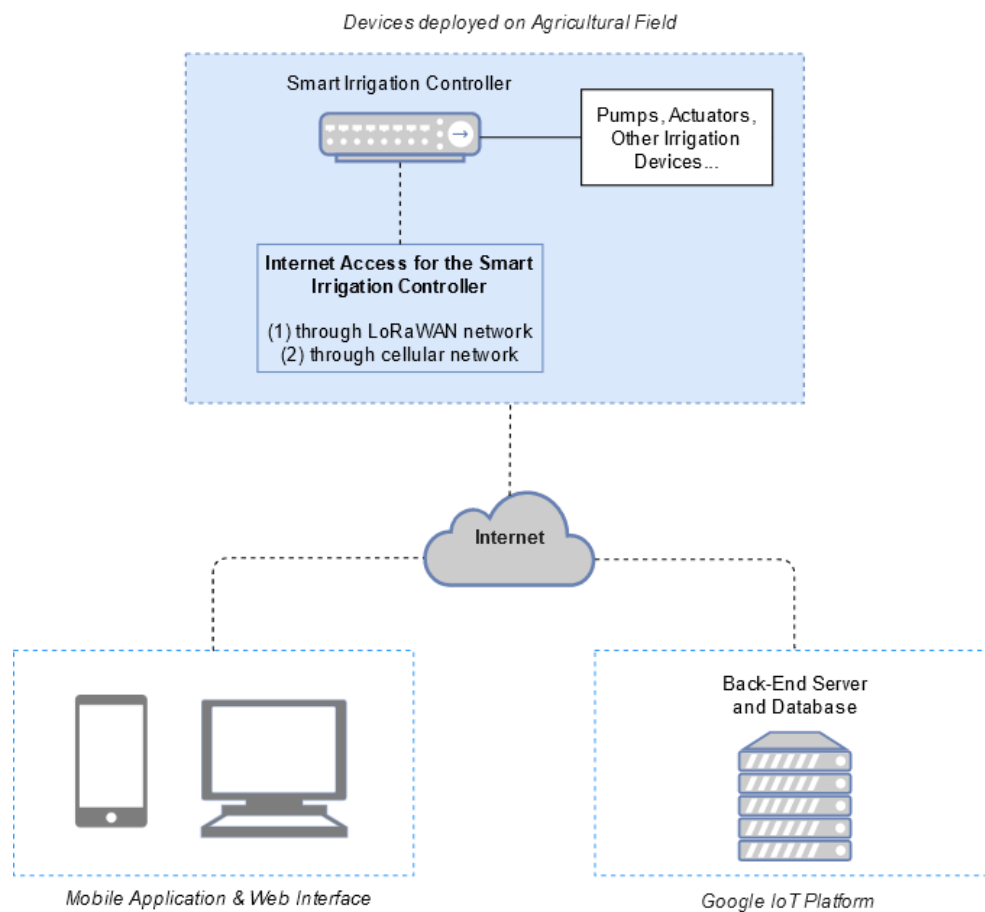 Devices deployed on Agricultural Field
Smart Irrigation Controller
Pumps, Actuators,
Other Irrigation
Devices...
Internet Access for the Smart
Irrigation Controller
(1) through LoRaWAN network
(2) through cellular network
Internet
Back-End Server
and Database
Mobile Application & Web Interface
Google IoT Platform